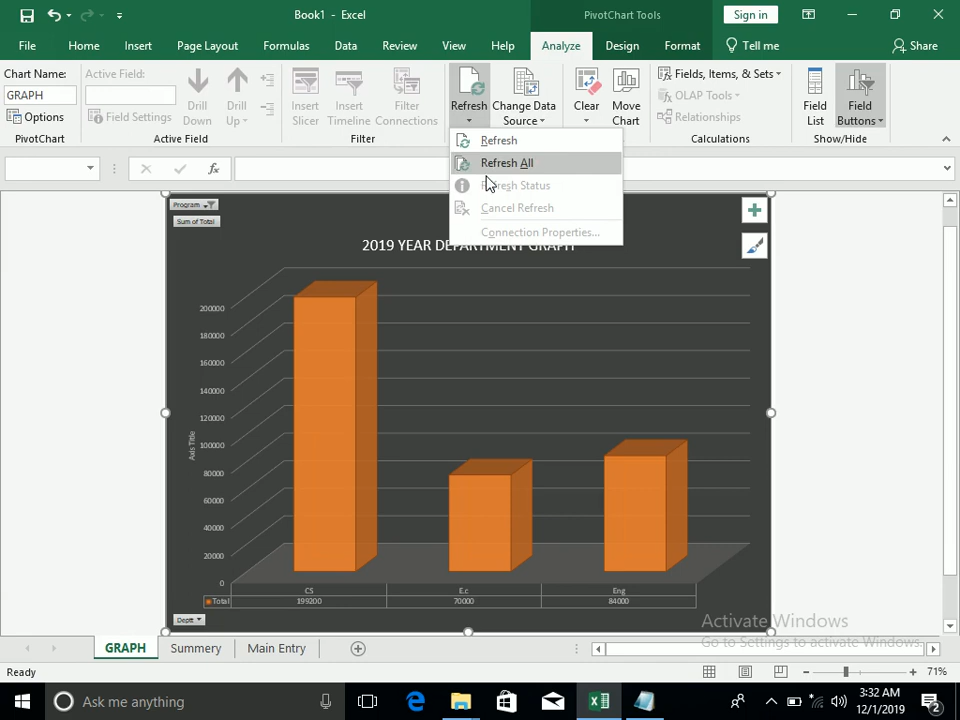 Book1 - Excel
PivotChart Tools
Sign in
File
Home
Insert
Page Layout
Formulas
Data
Review
View
Help
Analyze
Design
Format
Tell me
Share
Chart Name:
GRAPH
Options
PivotChart
Active Field:
Field Settings
Drill Down
Drill Up
Active Field
Insert Slicer
Insert Timeline
Filter Connections
Filter
Refresh
Change Data Source
Clear
Move Chart
Fields, Items, & Sets
OLAP Tools
Relationships
Calculations
Field List
Field Buttons
Show/Hide
Refresh
Refresh All
Refresh Status
Cancel Refresh
Connection Properties...
fx
Program
Sum of Total
2019 YEAR DEPARTMENT GRAPH
200000
180000
160000
140000
120000
100000
80000
60000
40000
20000
0
Axis Title
CS E.c Eng
Total 199200 70000 84000
Deptt
Activate Windows
Go to Settings to activate Windows.
GRAPH
Summery
Main Entry
Ready
71%
Ask me anything
3:32 AM
12/1/2019
2